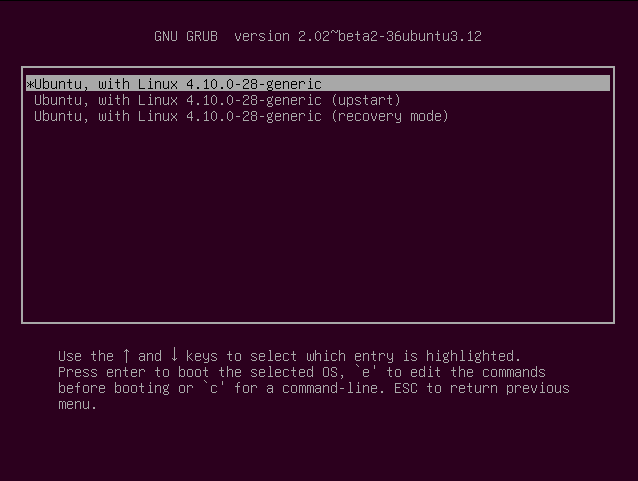 GNU GRUB  version 2.02~beta2-36ubuntu3.12
*Ubuntu, with Linux 4.10.0-28-generic
Ubuntu, with Linux 4.10.0-28-generic (upstart)
Ubuntu, with Linux 4.10.0-28-generic (recovery mode)
Use the ↑ and ↓ keys to select which entry is highlighted.
Press enter to boot the selected OS, `e' to edit the commands
before booting or `c' for a command-line. ESC to return previous
menu.